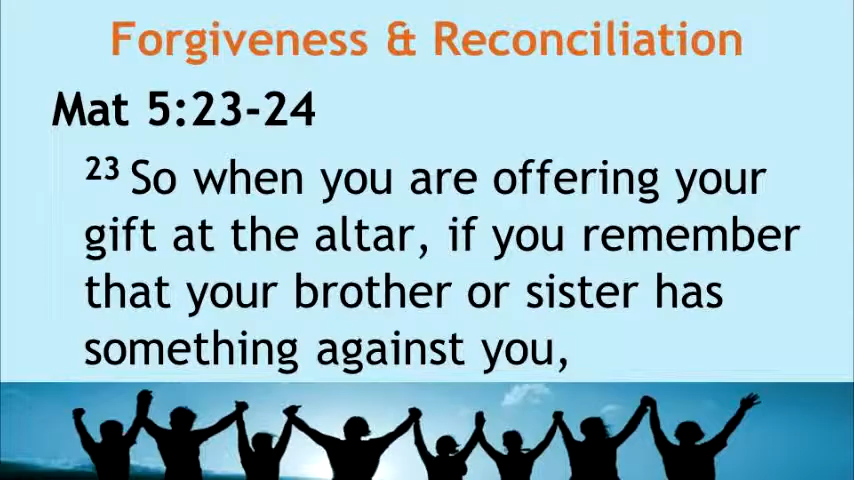 Forgiveness & Reconciliation
Mat 5:23-24
23 So when you are offering your
gift at the altar, if you remember
that your brother or sister has
something against you,